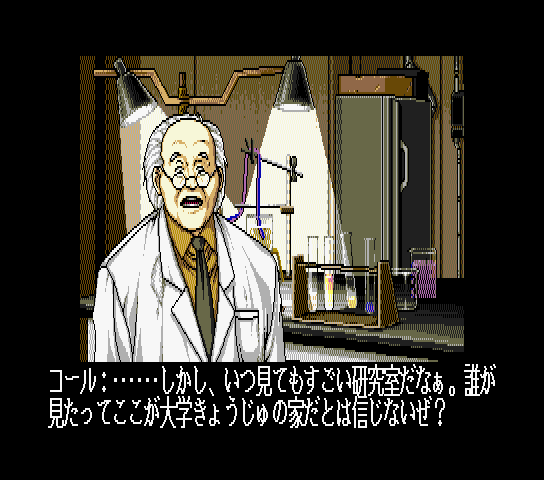 コール：……しかし、いつ見てもすごい研究室だなぁ。誰が
見たってここが大学きょうじゅの家だとは信じないぜ？